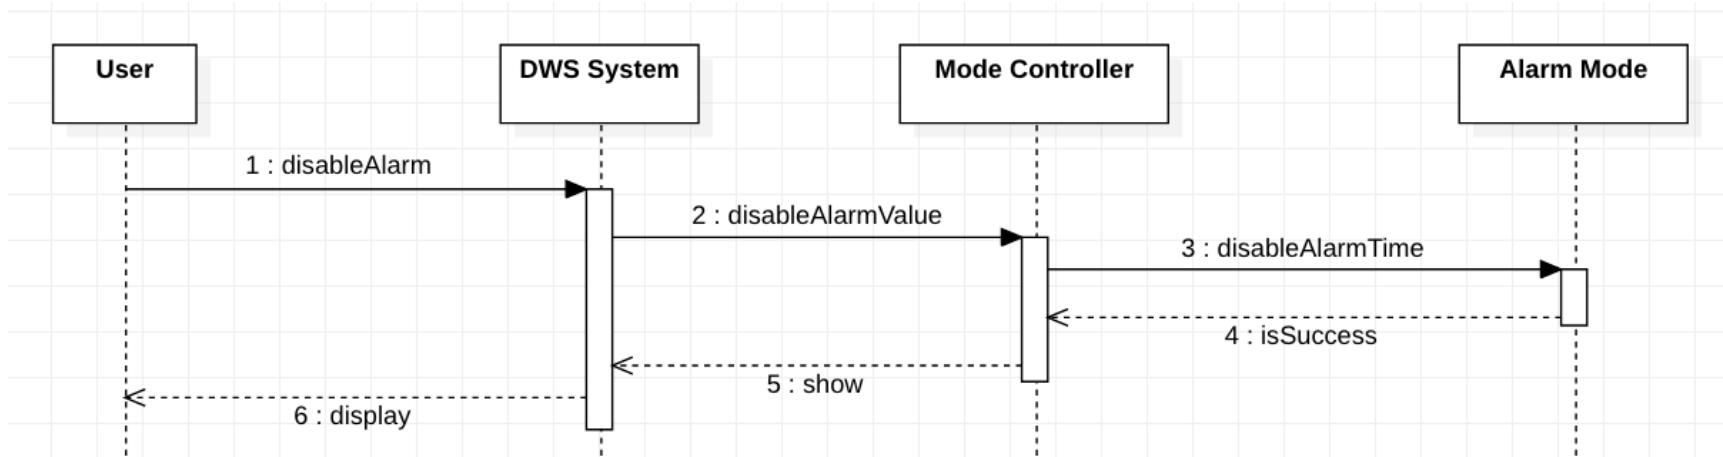 User
DWS System
Mode Controller
Alarm Mode
1 : disableAlarm
2 : disableAlarmValue
3 : disableAlarmTime
4 : isSuccess
5 : show
6 : display